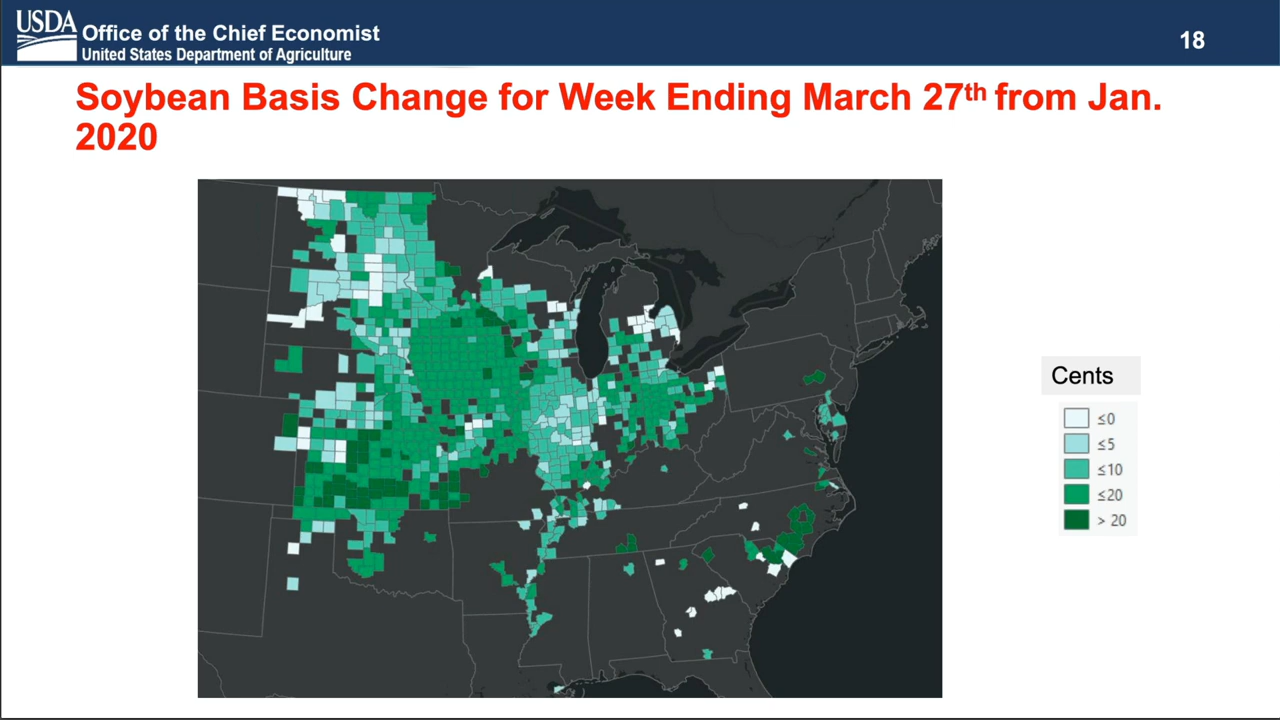 USDA
Office of the Chief Economist
United States Department of Agriculture
18
Soybean Basis Change for Week Ending March 27th from Jan.
2020
Cents
≤0
≤5
≤10
≤20
> 20